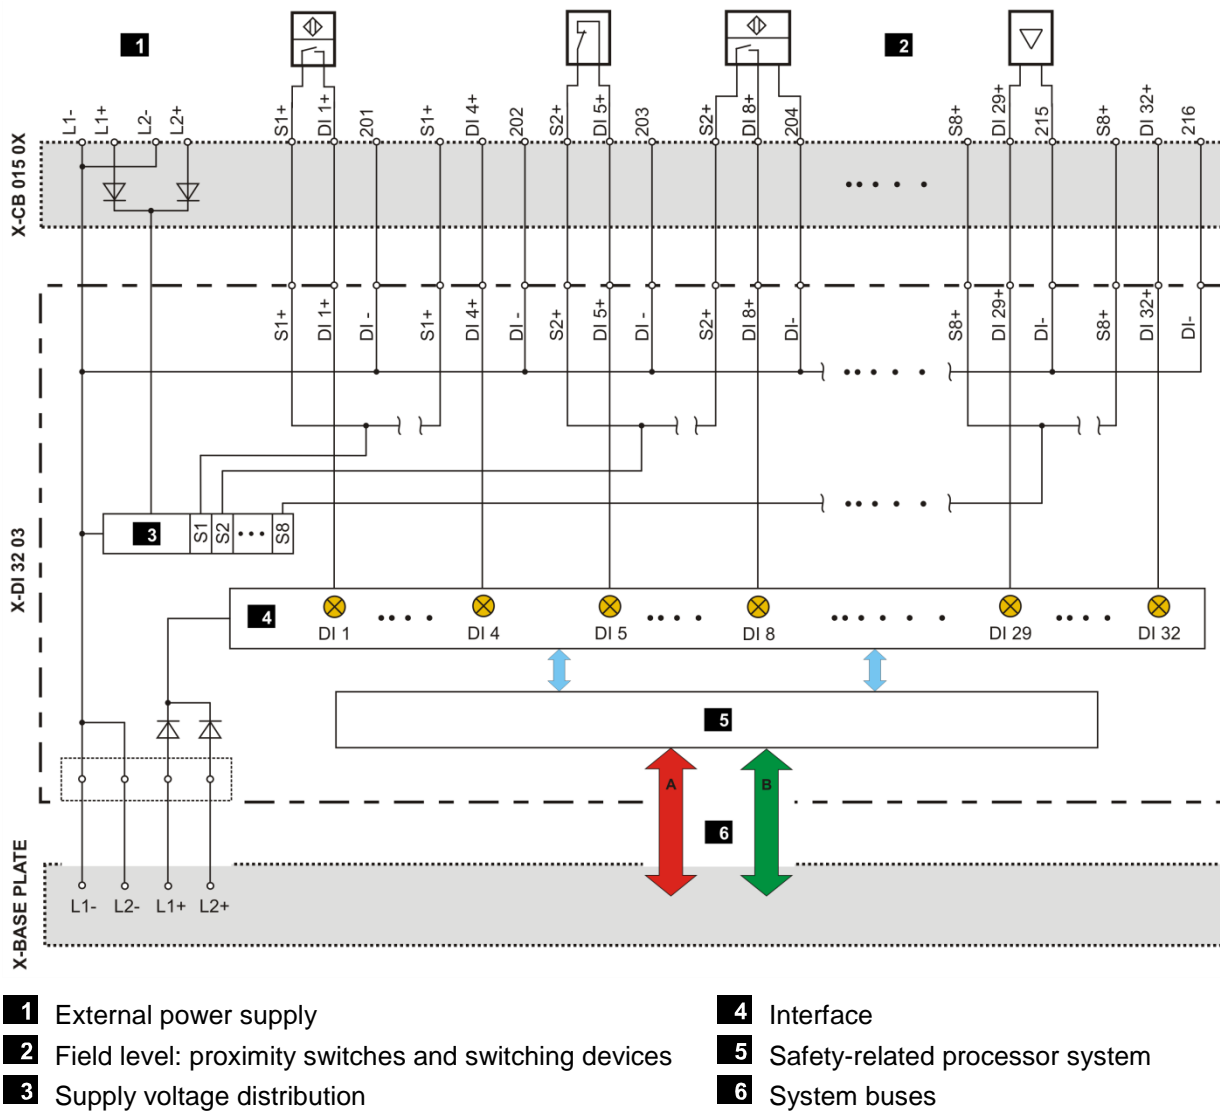 1
2
L1-
L1+
L2-
L2+
S1+
DI 1+
201
S1+
DI 4+
202
S2+
DI 5+
203
S2+
DI 8+
204
S8+
DI 29+
215
S8+
DI 32+
216
X-CB 015 0X
S1+
DI 1+
DI -
S1+
DI 4+
DI -
S2+
DI 5+
DI -
S2+
DI 8+
DI-
S8+
DI 29+
DI-
S8+
DI 32+
DI-
X-DI 32 03
3
S1
S2
S8
4
DI 1
DI 4
DI 5
DI 8
DI 29
DI 32
5
A
B
6
X-BASE PLATE
L1-
L2-
L1+
L2+
1 External power supply
2 Field level: proximity switches and switching devices
3 Supply voltage distribution
4 Interface
5 Safety-related processor system
6 System buses